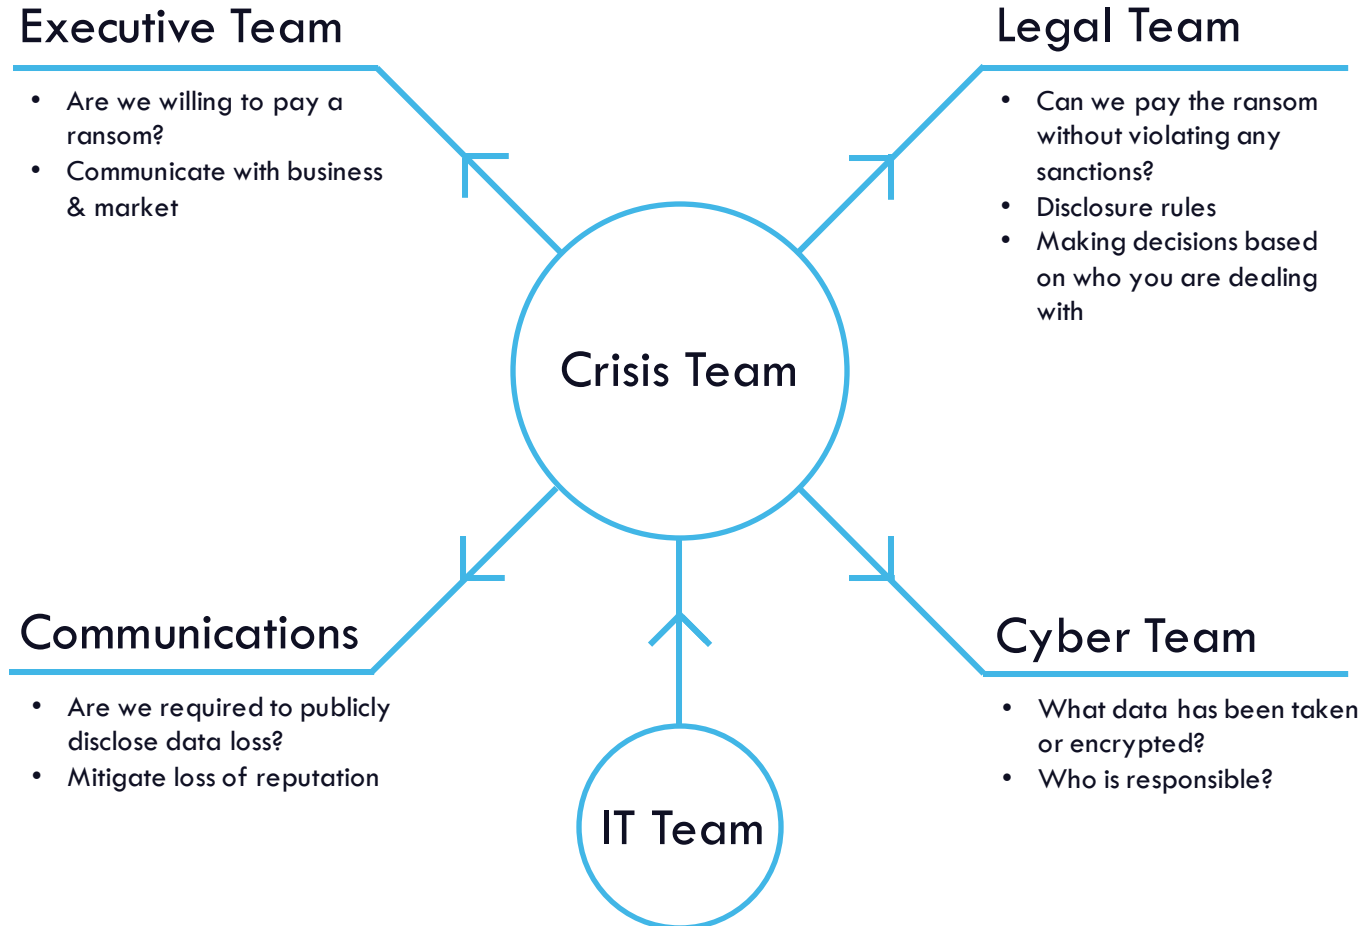 Executive Team
• Are we willing to pay a
ransom?
• Communicate with business
& market
Legal Team
• Can we pay the ransom
without violating any
sanctions?
• Disclosure rules
• Making decisions based
on who you are dealing
with
Crisis Team
Communications
• Are we required to publicly
disclose data loss?
• Mitigate loss of reputation
Cyber Team
• What data has been taken
or encrypted?
• Who is responsible?
IT Team